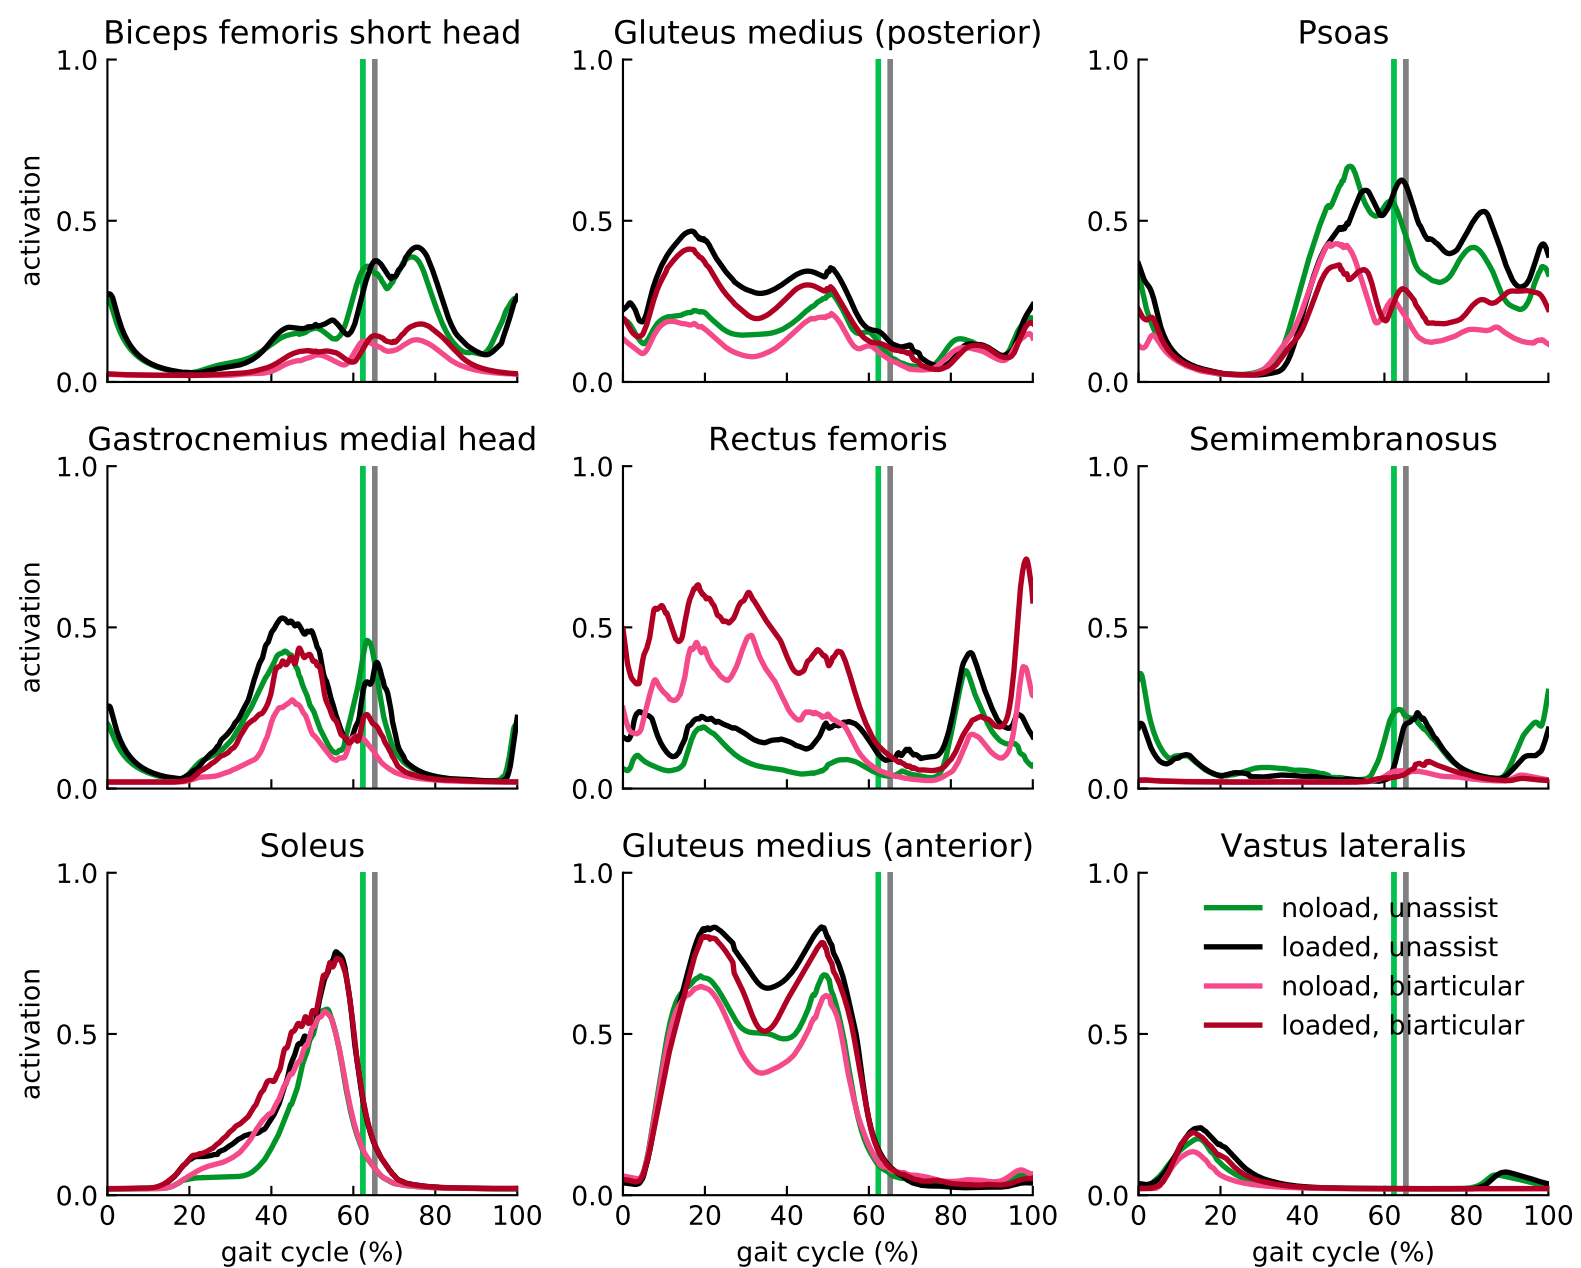 Biceps femoris short head
Gluteus medius (posterior)
Psoas
activation
1.0
0.5
0.0
1.0
0.5
0.0
1.0
0.5
0.0
Gastrocnemius medial head
Rectus femoris
Semimembranosus
activation
1.0
0.5
0.0
1.0
0.5
0.0
1.0
0.5
0.0
Soleus
Gluteus medius (anterior)
Vastus lateralis
activation
1.0
0.5
0.0
1.0
0.5
0.0
1.0
0.5
0.0
noload, unassist
loaded, unassist
noload, biarticular
loaded, biarticular
0 20 40 60 80 100
0 20 40 60 80 100
0 20 40 60 80 100
gait cycle (%)
gait cycle (%)
gait cycle (%)